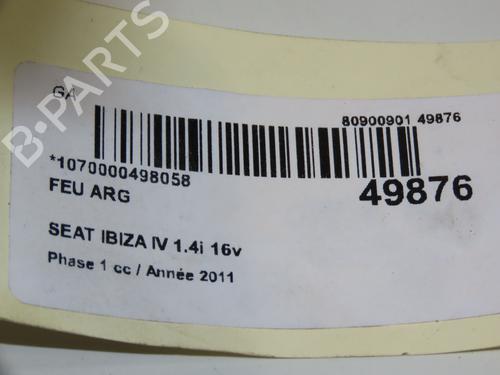 GA
80900901 49876
*1070000498058
49876
FEU ARG
SEAT IBIZA IV 1.4i 16v
Phase 1 cc / Année 2011
B-PARTS